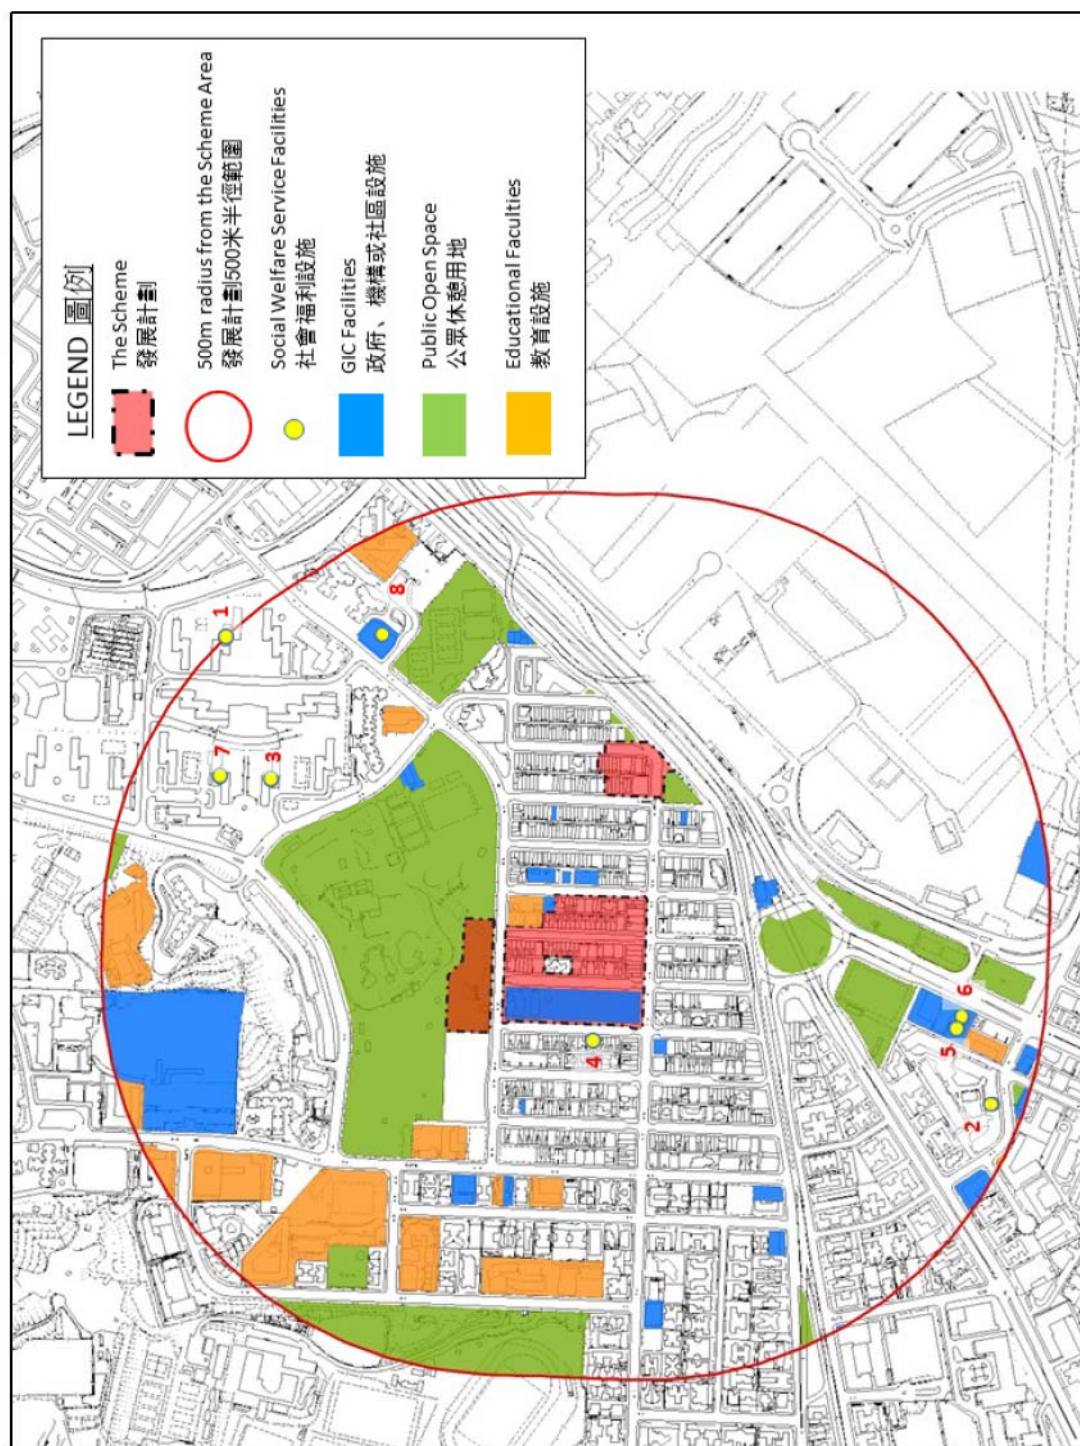 LEGEND 圖例
The Scheme
發展計劃
500m radius from the Scheme Area
發展計劃500米半徑範圍
Social Welfare Service Facilities
社會福利設施
GIC Facilities
政府、機構或社區設施
Public Open Space
公眾休憩用地
Educational Faculties
教育設施
1
8
7
3
4
6
5
2